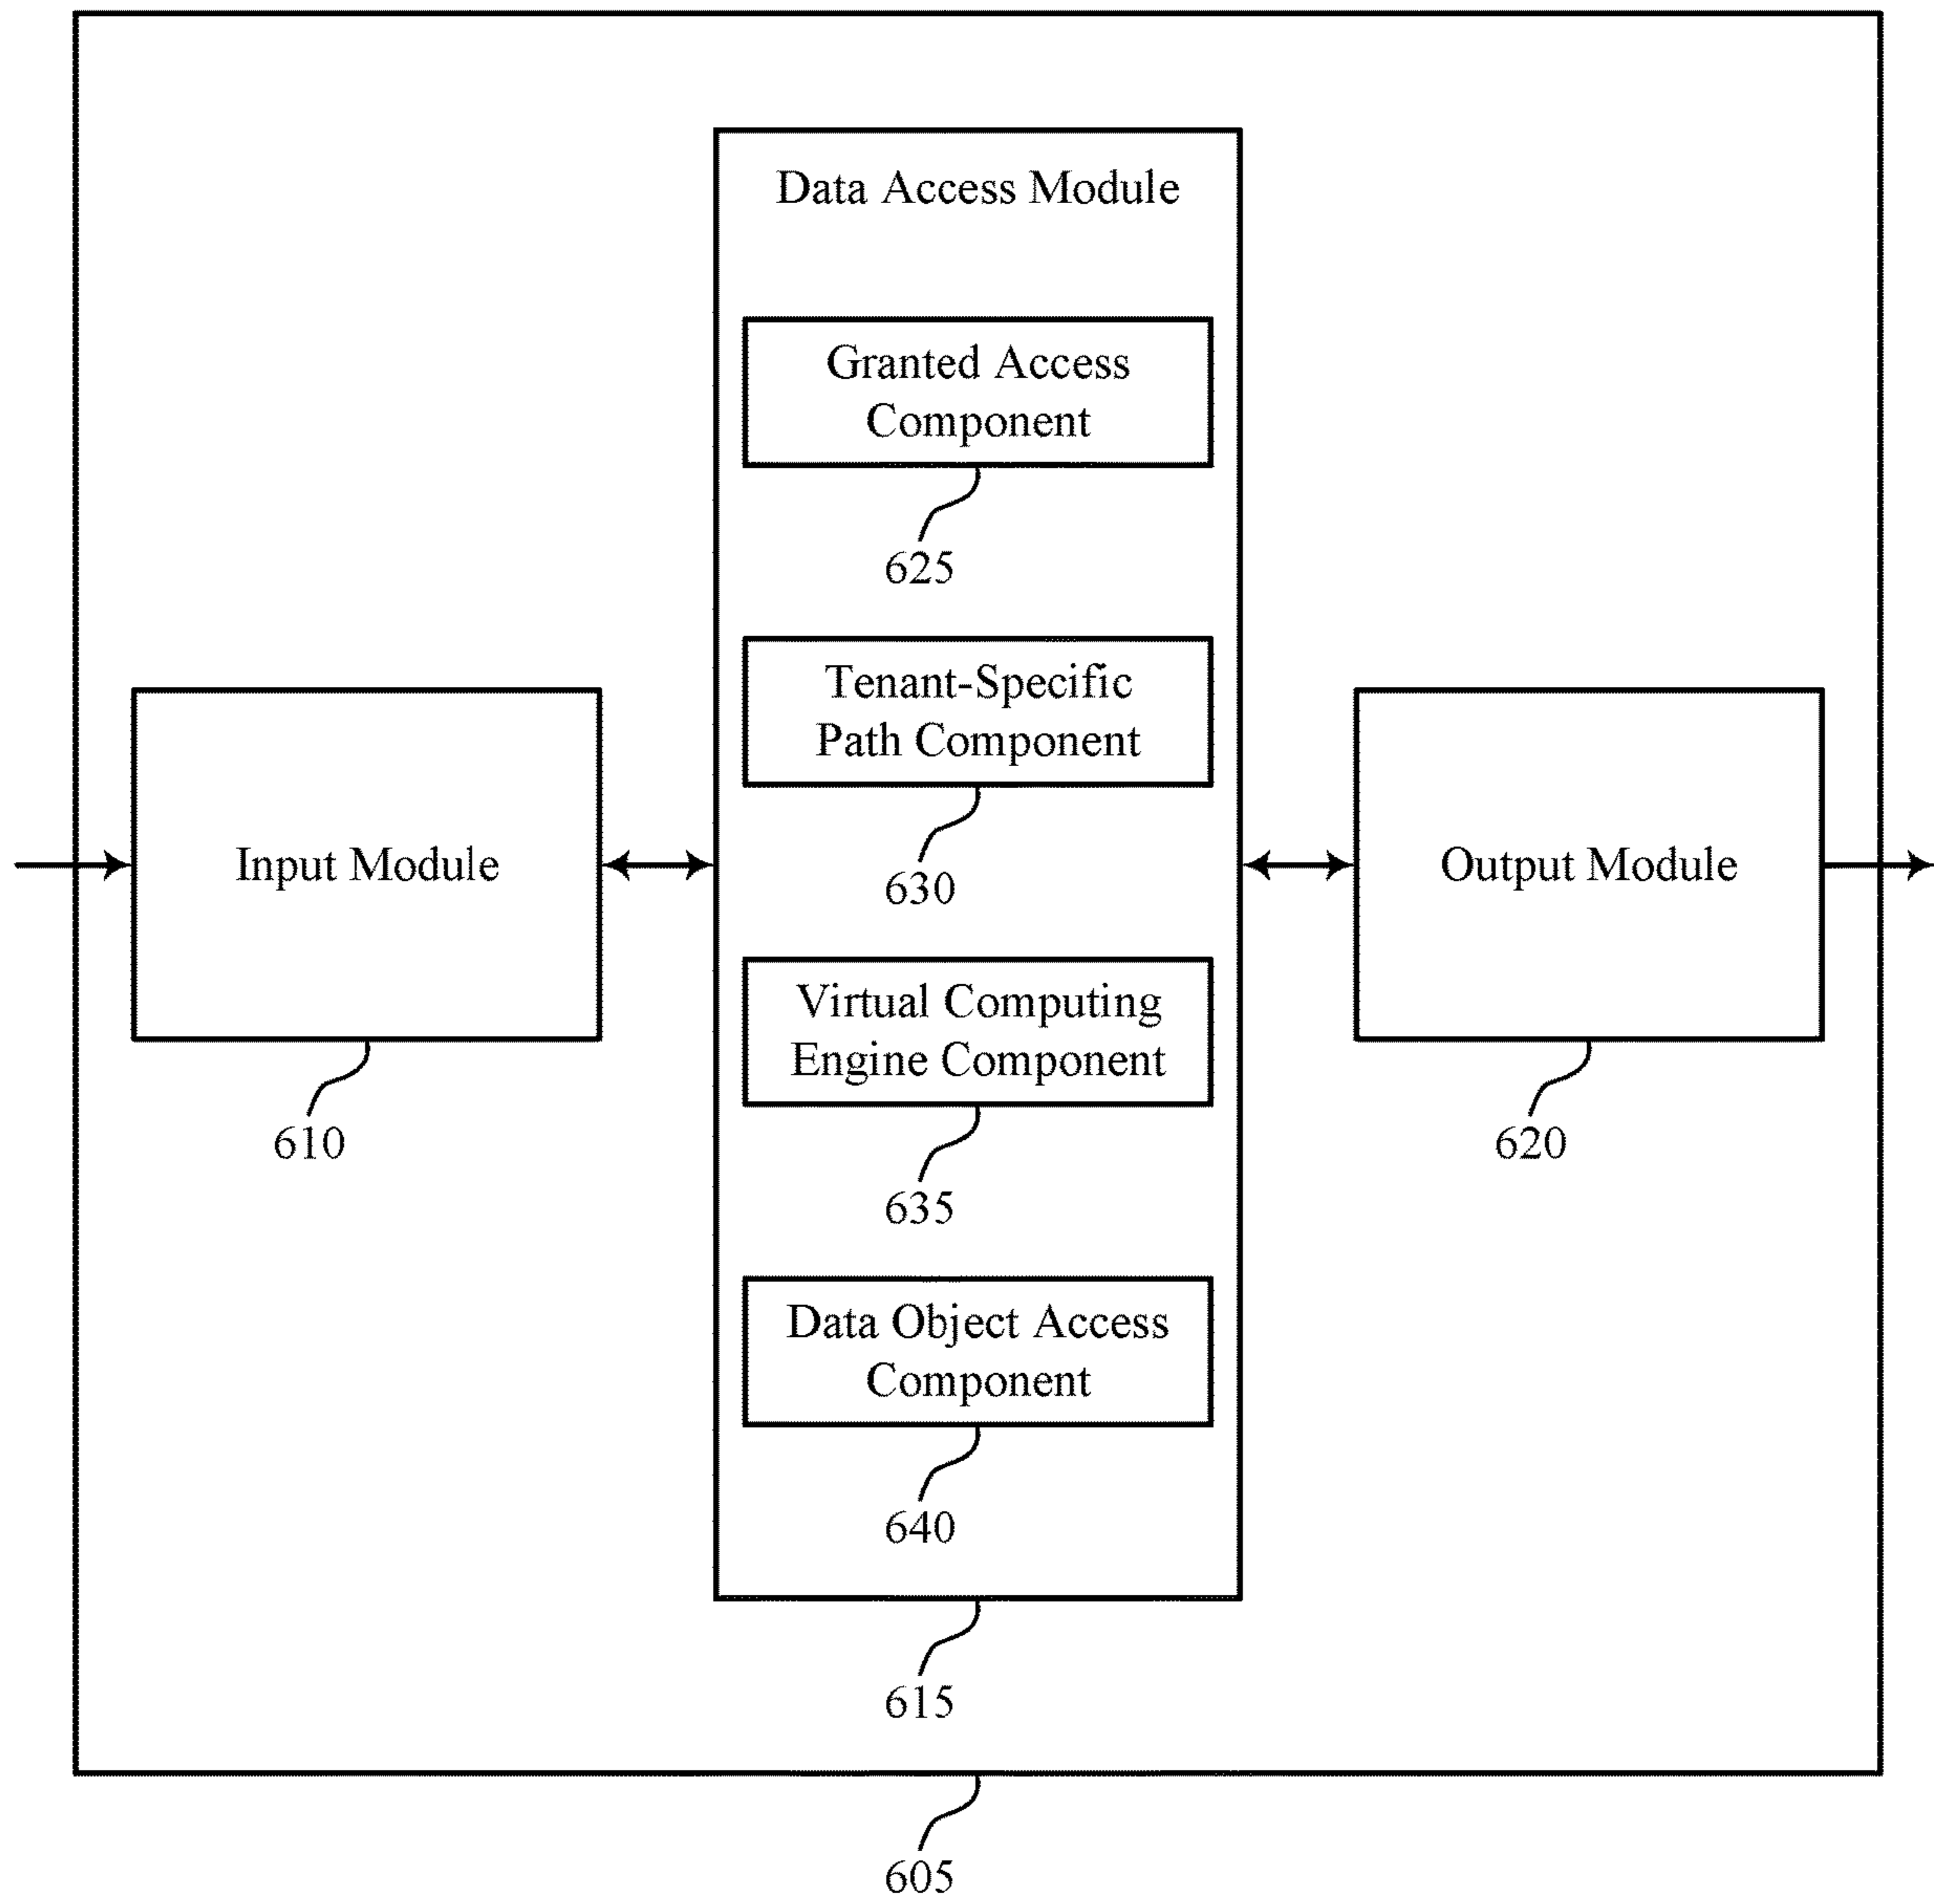 Data Access Module
Granted Access
Component
625
Tenant-Specific
Path Component
630
Input Module
610
Virtual Computing
Engine Component
635
Output Module
620
Data Object Access
Component
640
615
605